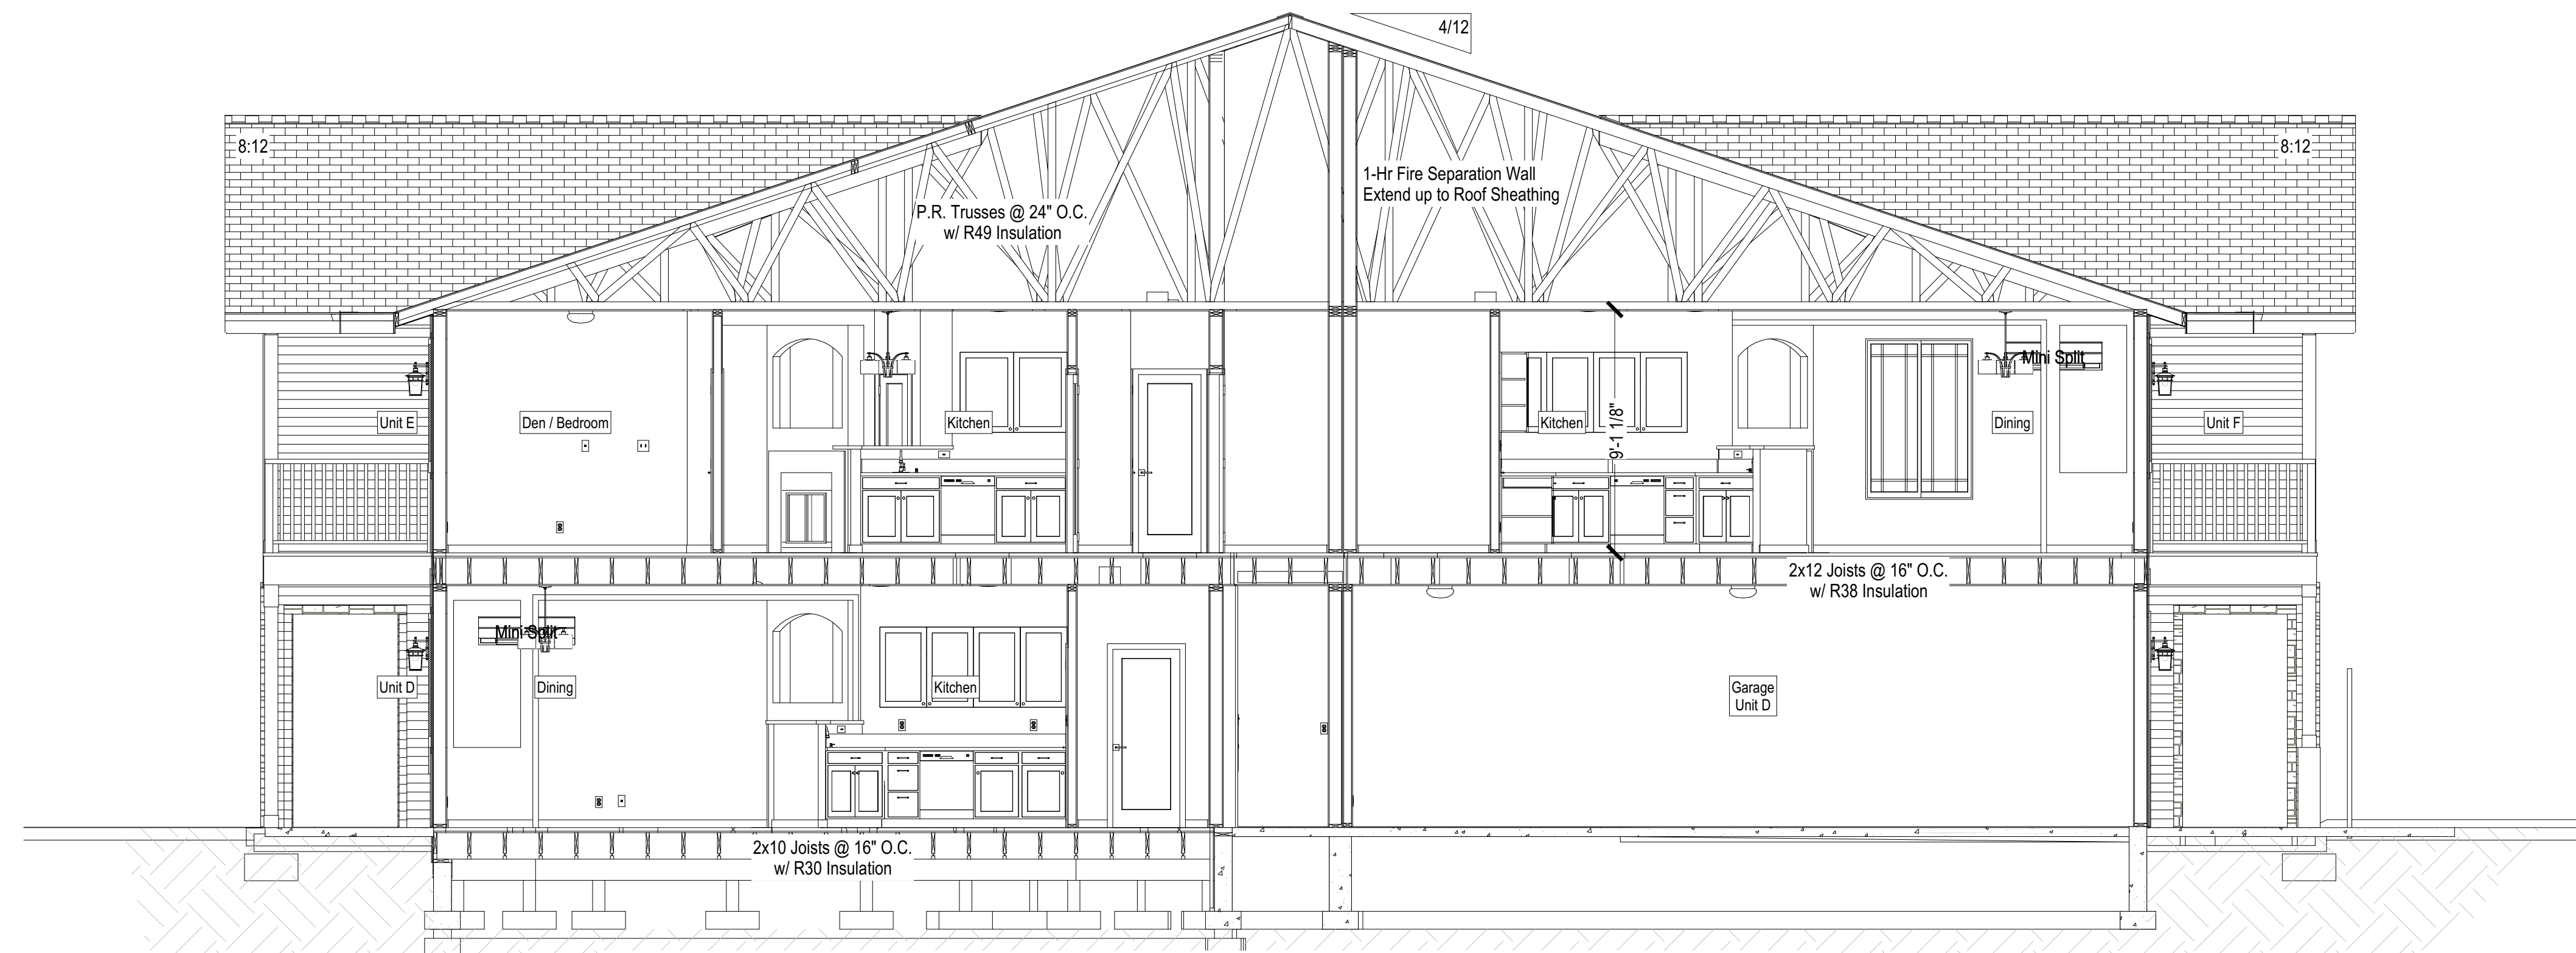 4/12
8:12
8:12
1-Hr Fire Separation Wall
Extend up to Roof Sheathing
P.R. Trusses @ 24" O.C.
w/ R49 Insulation
Mini Split
Unit E
Den / Bedroom
Kitchen
Kitchen
9'-1 1/8"
Dining
Unit F
2x12 Joists @ 16" O.C.
w/ R38 Insulation
Mini Split
Unit D
Dining
Kitchen
Garage
Unit D
2x10 Joists @ 16" O.C.
w/ R30 Insulation